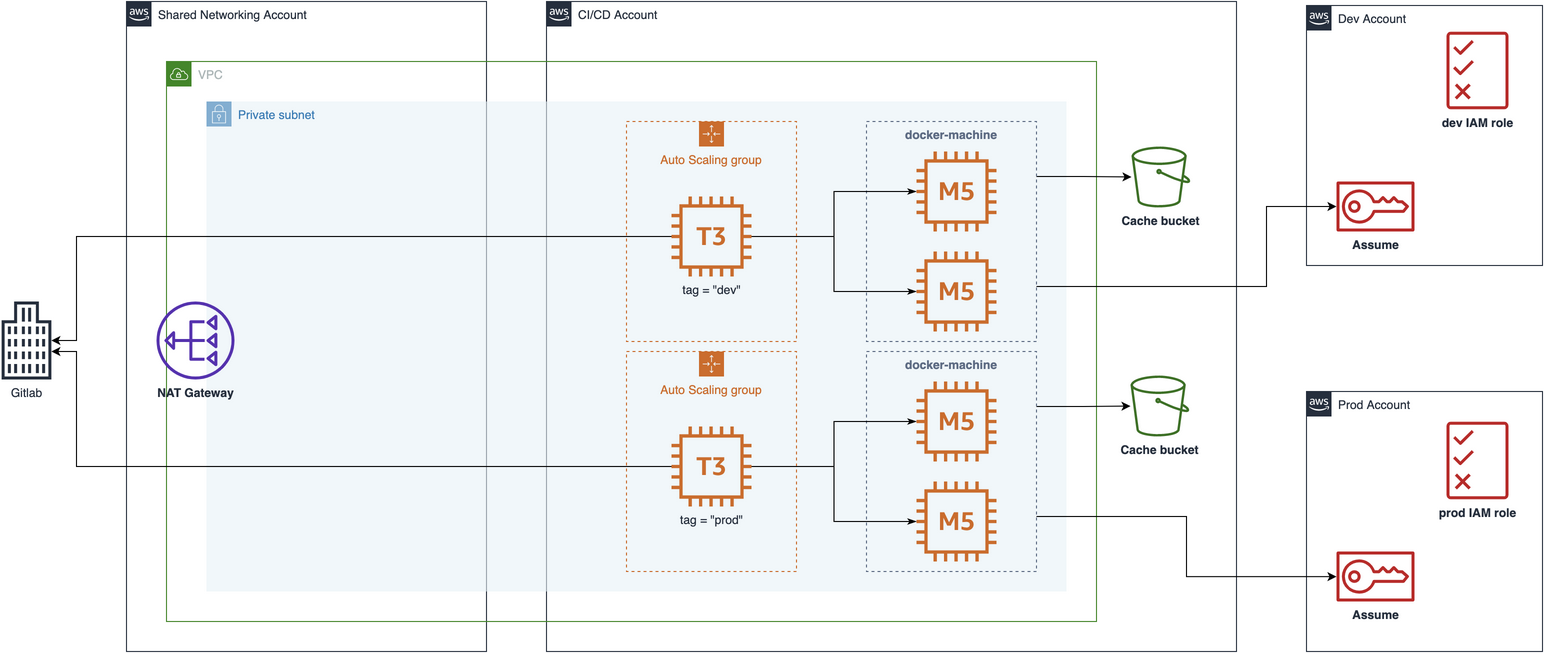 aws Shared Networking Account
aws CI/CD Account
aws Dev Account
VPC
Private subnet
dev IAM role
Auto Scaling group
docker-machine
M5
Cache bucket
T3
tag = "dev"
M5
Assume
Gitlab
NAT Gateway
Auto Scaling group
docker-machine
M5
Cache bucket
T3
tag = "prod"
M5
aws Prod Account
prod IAM role
Assume